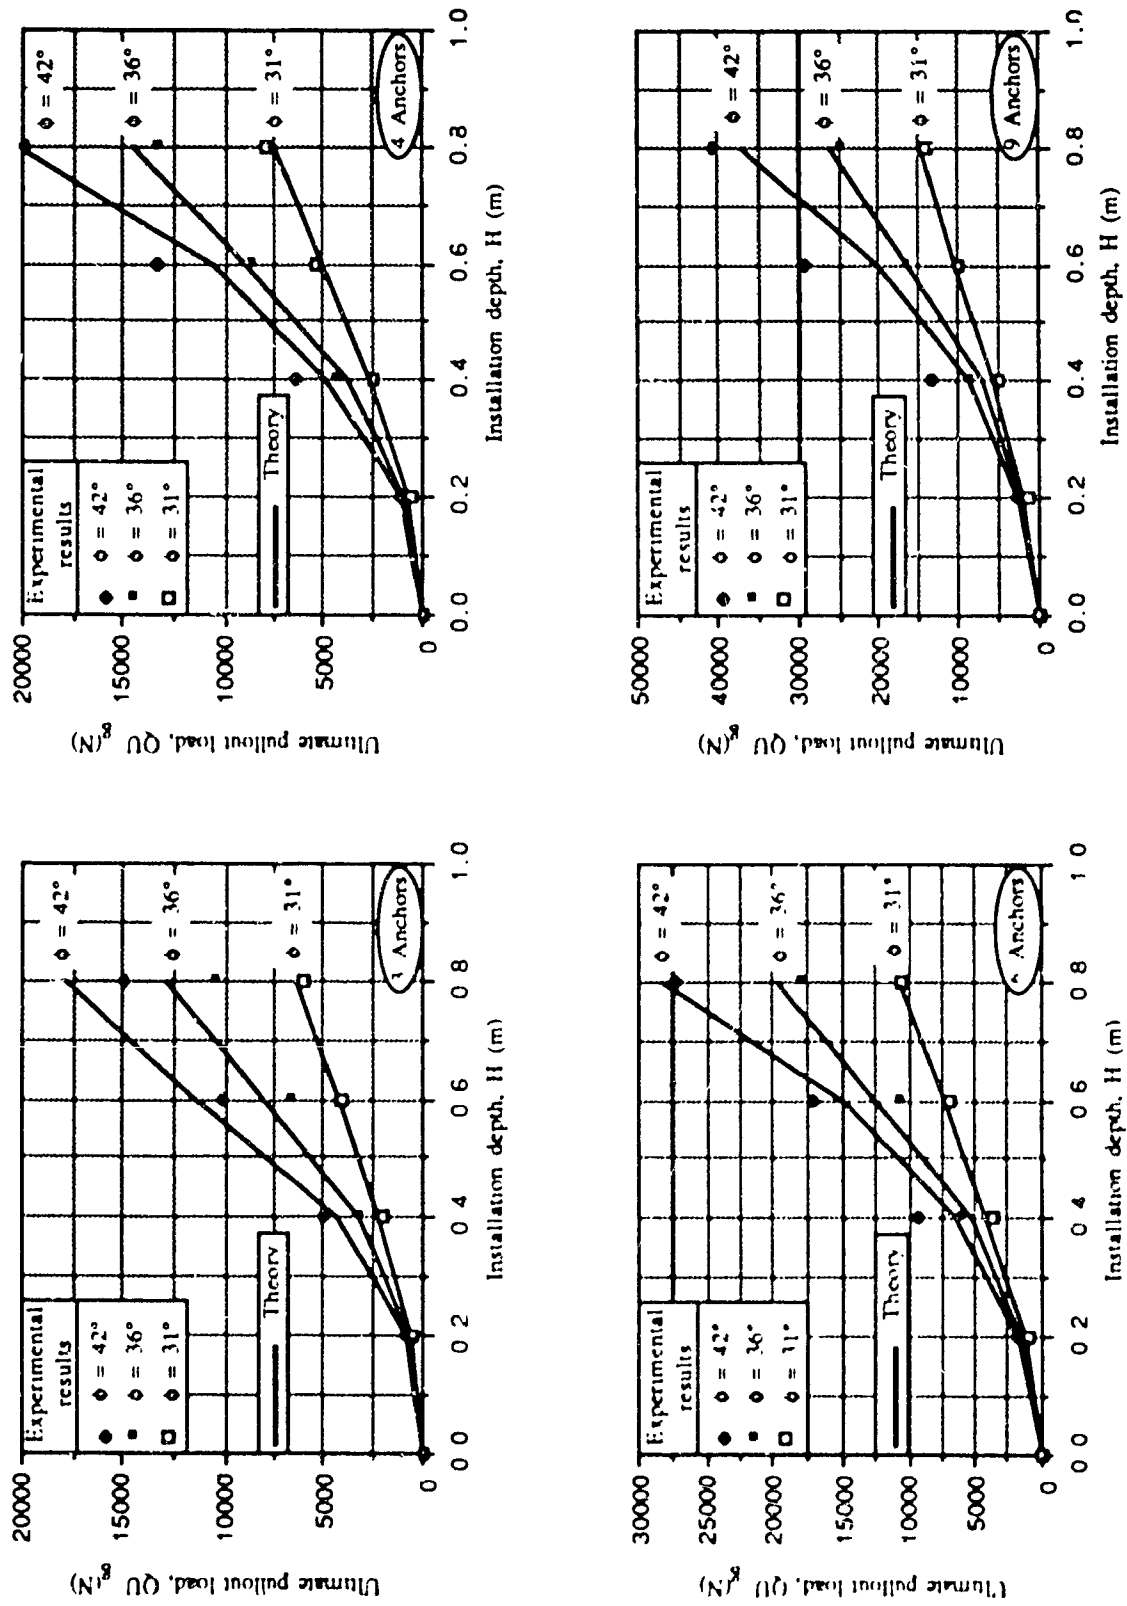 20000
15000
10000
5000
0
Ultimate pullout load, QU g(N)
Experimental
results
ϕ = 42°
ϕ = 36°
ϕ = 31°
Theory
ϕ = 42°
ϕ = 36°
ϕ = 31°
Anchors
0 0 0 2 0 4 0 6 0.8 1.0
Installation depth, H (m)
20000
15000
10000
5000
0
Ultimate pullout load, QU g(N)
Experimental
results
ϕ = 42°
ϕ = 36°
ϕ = 31°
Theory
ϕ = 42°
ϕ = 36°
ϕ = 31°
4 Anchors
0.0 0.2 0.4 0.6 0.8 1.0
Installation depth, H (m)
30000
25000
20000
15000
10000
5000
0
Ultimate pullout load, QU g(N)
Experimental
results
ϕ = 42°
ϕ = 36°
ϕ = 31°
Theory
ϕ = 42°
ϕ = 36°
ϕ = 31°
Anchors
0 0 0 2 0 4 0 6 0 8 1 0
Installation depth, H (m)
50000
40000
30000
20000
10000
0
Ultimate pullout load, QU g(N)
Experimental
results
ϕ = 42°
ϕ = 36°
ϕ = 31°
Theory
ϕ = 42°
ϕ = 36°
ϕ = 31°
9 Anchors
0.0 0.2 0.4 0.6 0.8 1.0
Installation depth, H (m)